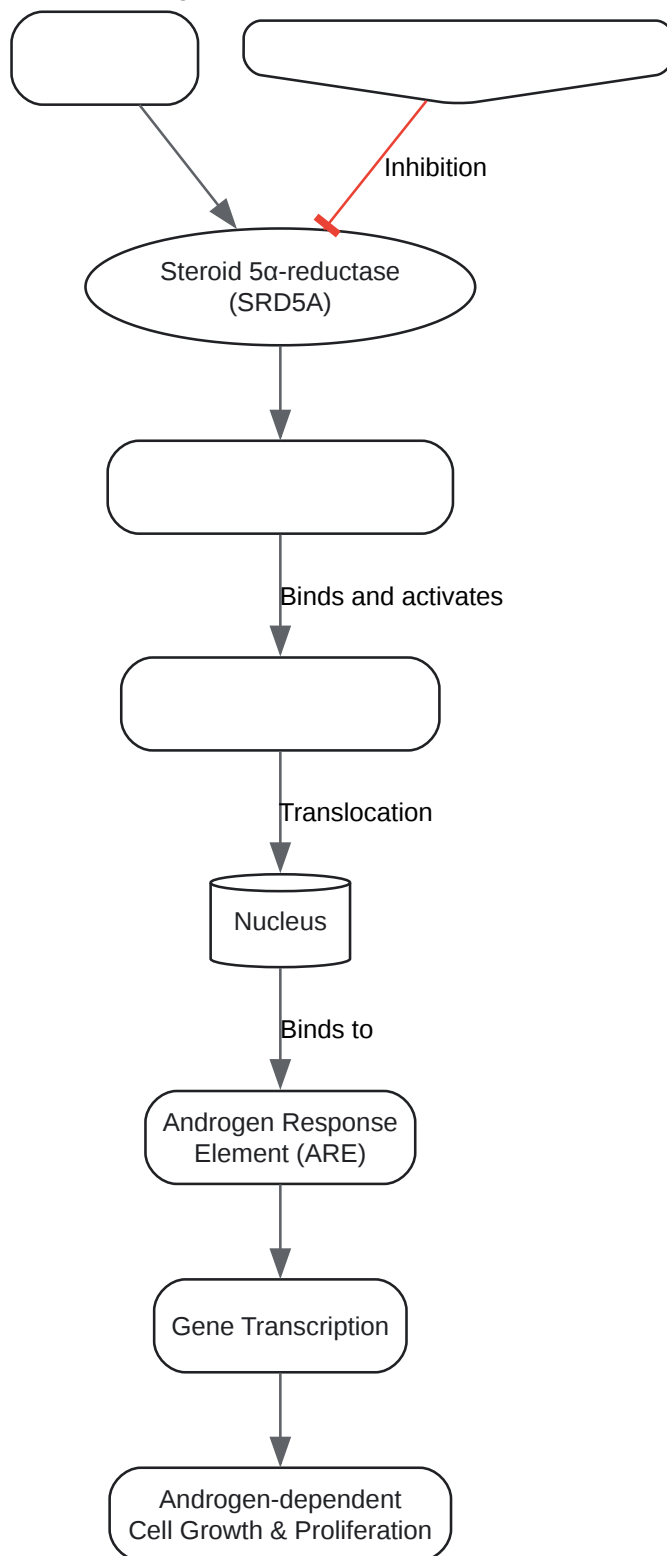 Inhibition
Steroid 5α-reductase
(SRD5A)
Binds and activates
Translocation
Nucleus
Binds to
Androgen Response
Element (ARE)
Gene Transcription
Androgen-dependent
Cell Growth & Proliferation